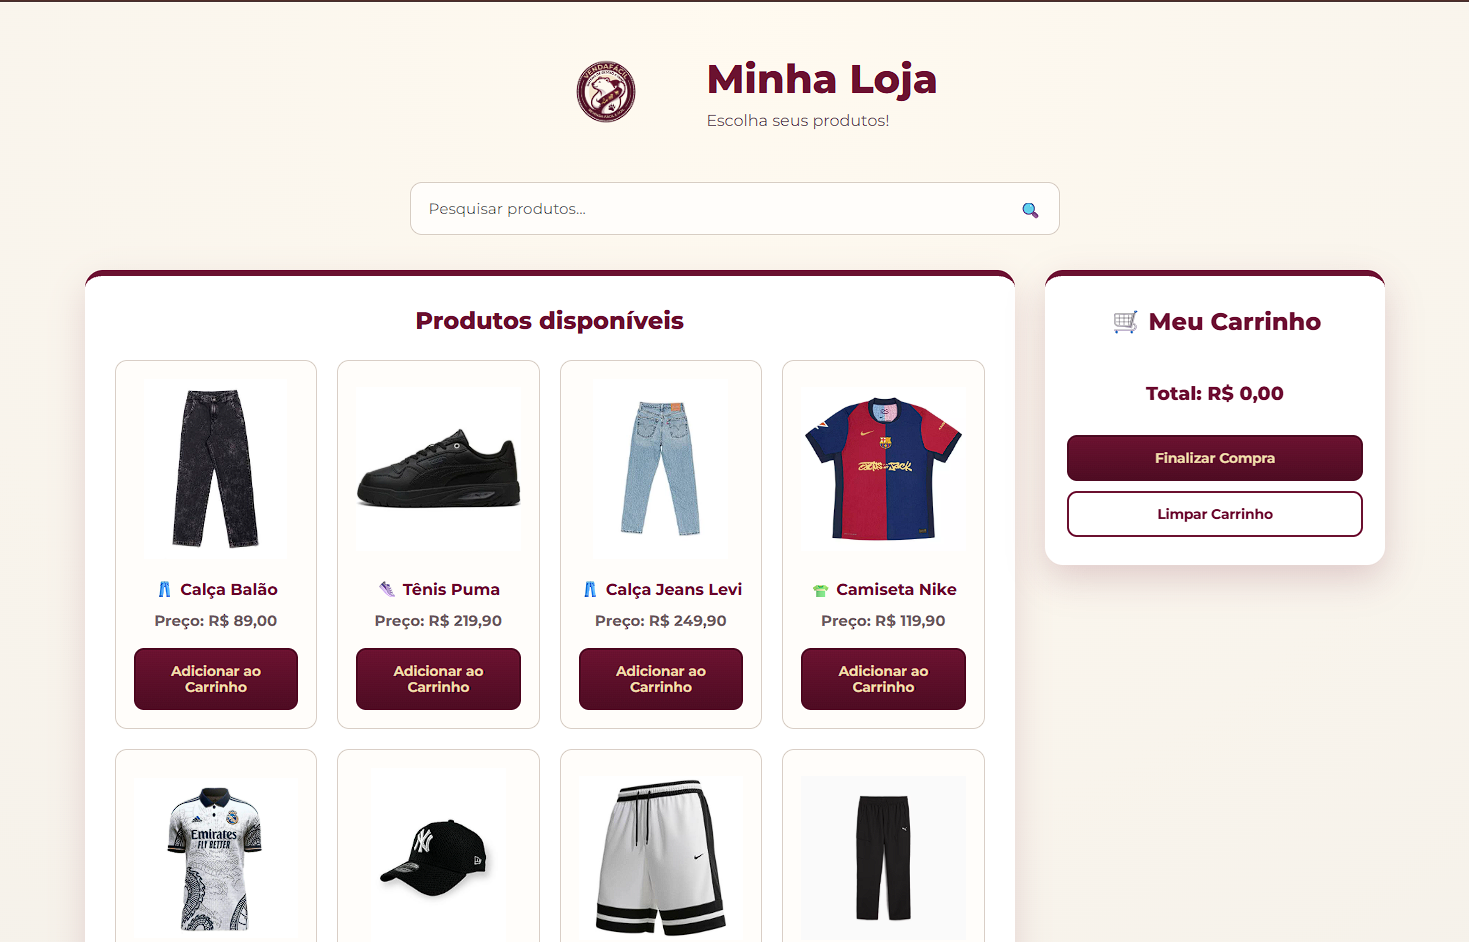 VENDAFÁCIL
Minha Loja
Escolha seus produtos!
Pesquisar produtos...
Produtos disponíveis
🛒 Meu Carrinho
Total: R$ 0,00
Finalizar Compra
Limpar Carrinho
👖 Calça Balão
Preço: R$ 89,00
Adicionar ao
Carrinho
👟 Tênis Puma
Preço: R$ 219,90
Adicionar ao
Carrinho
👖 Calça Jeans Levi
Preço: R$ 249,90
Adicionar ao
Carrinho
👕 Camiseta Nike
Preço: R$ 119,90
Adicionar ao
Carrinho
Emirates
FLY BETTER
NY